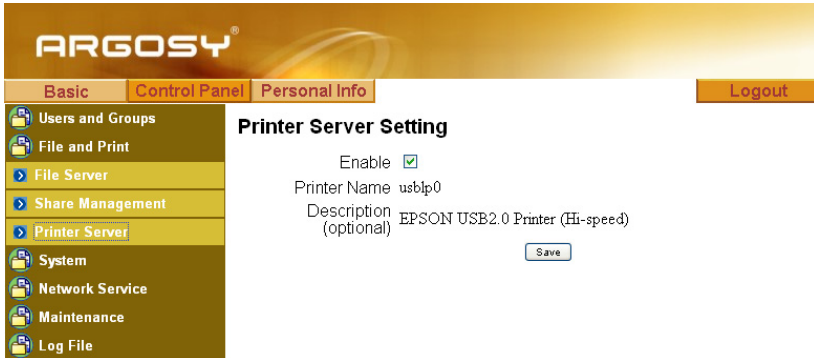 ARGOSY®
Basic
Control Panel
Personal Info
Logout
Users and Groups
File and Print
File Server
Share Management
Printer Server
System
Network Service
Maintenance
Log File
Printer Server Setting
Enable
Printer Name usblp0
Description
(optional) EPSON USB2.0 Printer (Hi-speed)
Save